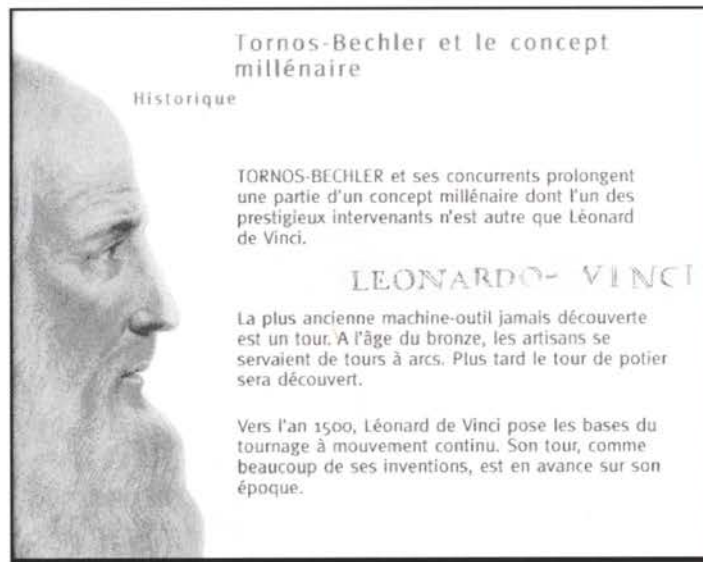 Tornos-Bechler et le concept
millénaire
Historique
TORNOS-BECHLER et ses concurrents prolongent
une partie d'un concept millénaire dont l'un des
prestigieux intervenants n'est autre que Léonard
de Vinci.
LEONARDO- VINCI
La plus ancienne machine-outil jamais découverte
est un tour. A l'âge du bronze, les artisans se
servaient de tours à arcs. Plus tard le tour de potier
sera découvert.
Vers l'an 1500, Léonard de Vinci pose les bases du
tournage à mouvement continu. Son tour, comme
beaucoup de ses inventions, est en avance sur son
époque.